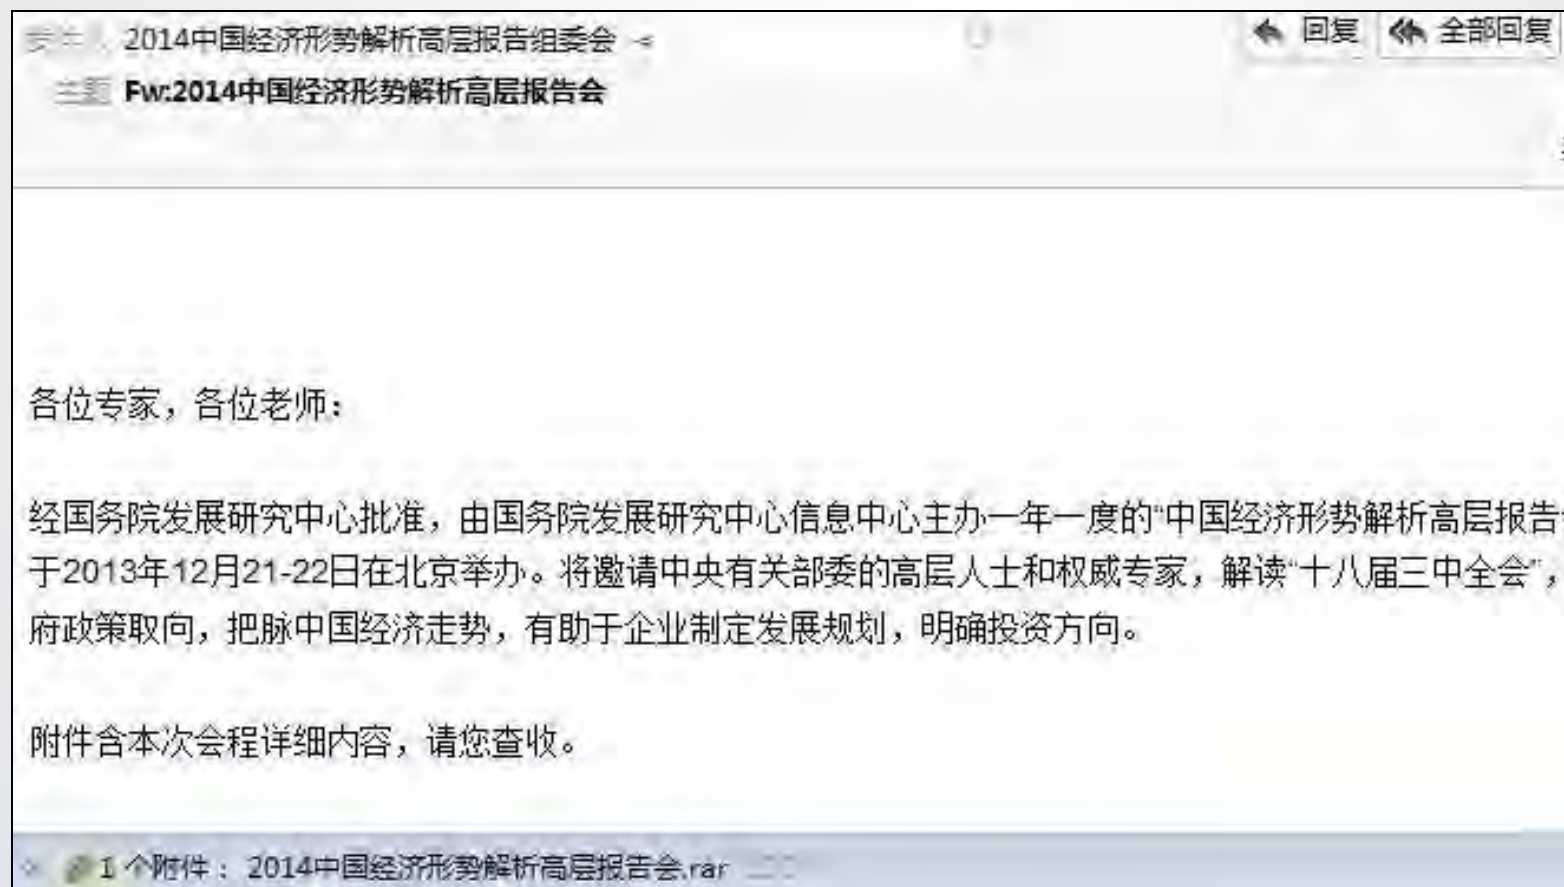 2014中国经济形势解析高层报告组委会
回复
全部回复
主题 Fw:2014中国经济形势解析高层报告会
各位专家，各位老师：
经国务院发展研究中心批准，由国务院发展研究中心信息中心主办一年一度的“中国经济形势解析高层报告
于2013年12月21-22日在北京举办。将邀请中央有关部委的高层人士和权威专家，解读“十八届三中全会”，
府政策取向，把脉中国经济走势，有助于企业制定发展规划，明确投资方向。
附件含本次会程详细内容，请您查收。
1 个附件： 2014中国经济形势解析高层报告会.rar